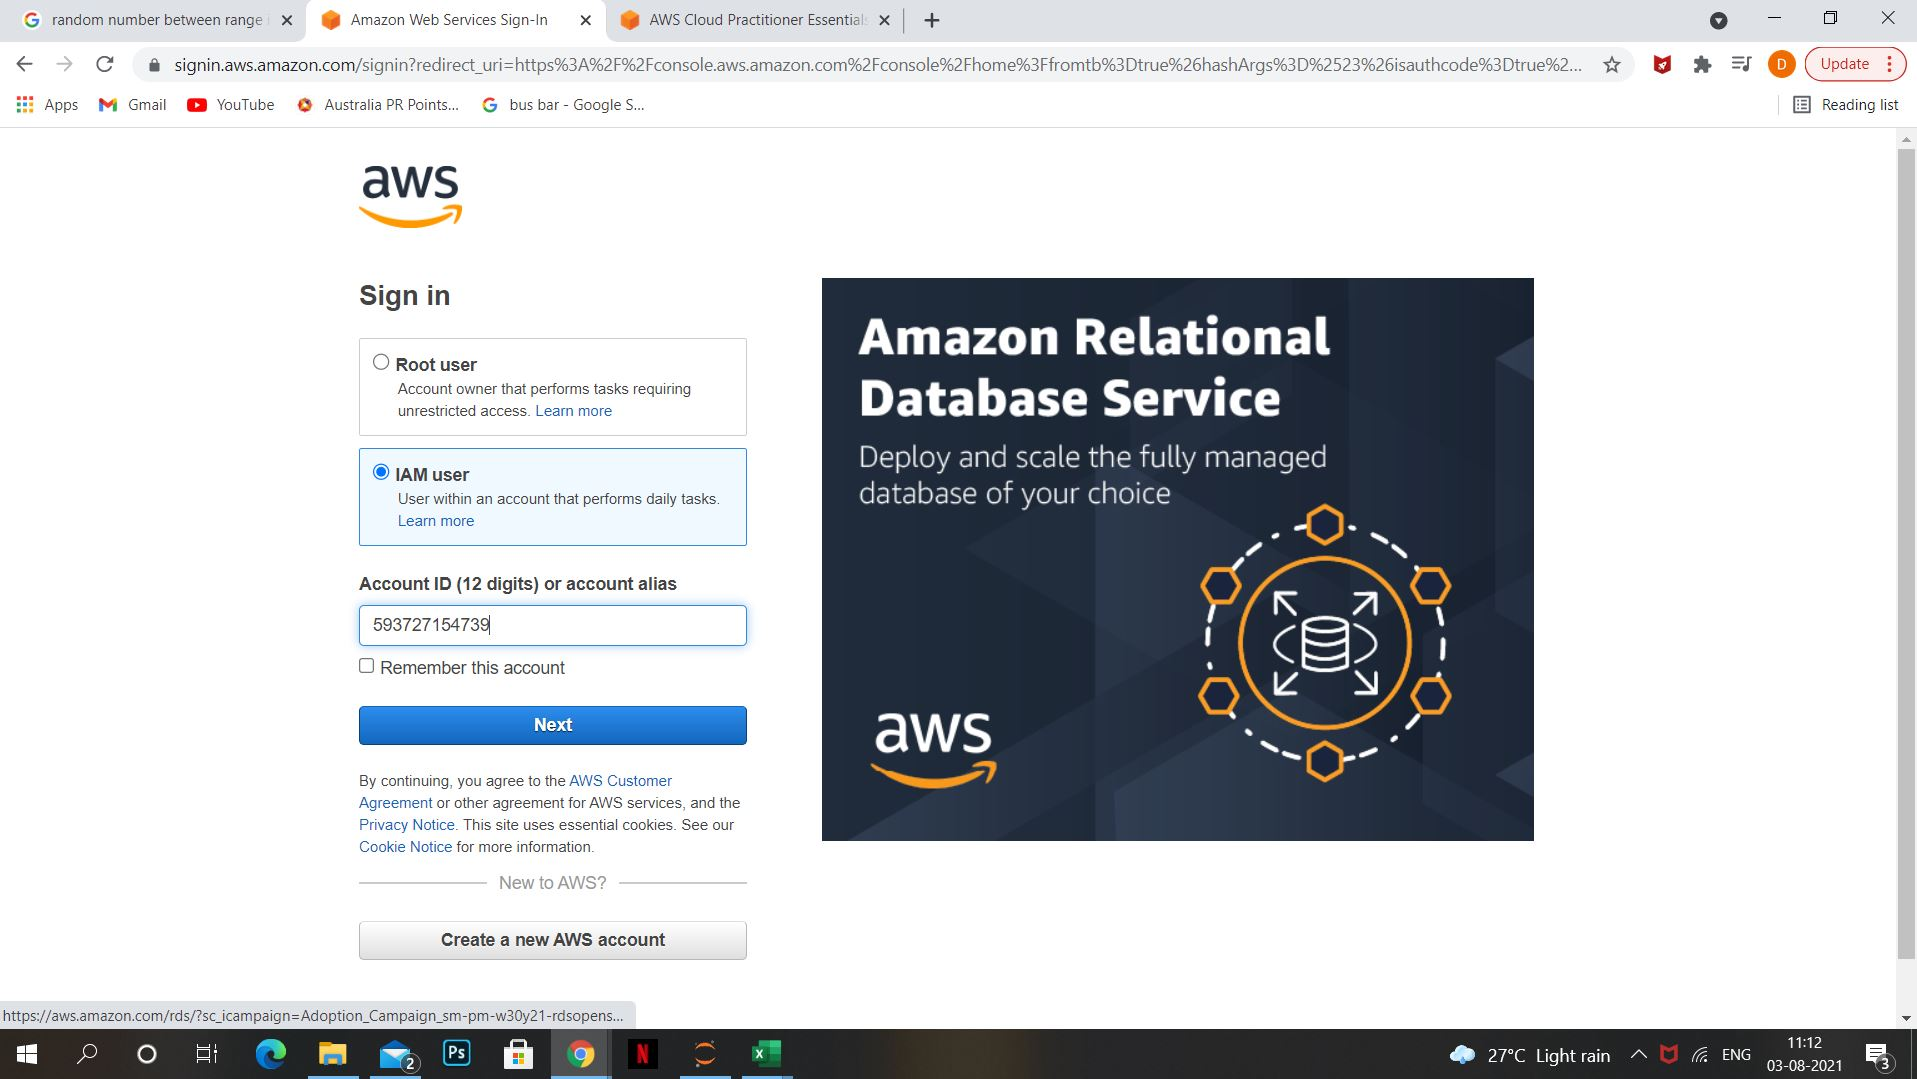 random number between range i
Amazon Web Services Sign-In
AWS Cloud Practitioner Essentials
signin.aws.amazon.com/signin?redirect_uri=https%3A%2F%2Fconsole.aws.amazon.com%2Fconsole%2Fhome%3Ffromtb%3Dtrue%26hashArgs%3D%2523%26isauthcode%3Dtrue%2...
D
Update
Apps
Gmail
YouTube
Australia PR Points...
bus bar - Google S...
Reading list
aws
Sign in
Root user
Account owner that performs tasks requiring
unrestricted access. Learn more
IAM user
User within an account that performs daily tasks.
Learn more
Account ID (12 digits) or account alias
593727154739
Remember this account
Next
By continuing, you agree to the AWS Customer
Agreement or other agreement for AWS services, and the
Privacy Notice. This site uses essential cookies. See our
Cookie Notice for more information.
New to AWS?
Create a new AWS account
Amazon Relational
Database Service
Deploy and scale the fully managed
database of your choice
aws
https://aws.amazon.com/rds/?sc_icampaign=Adoption_Campaign_sm-pm-w30y21-rdsopens...
2
Ps
N
27°C Light rain
ENG
11:12
03-08-2021
3